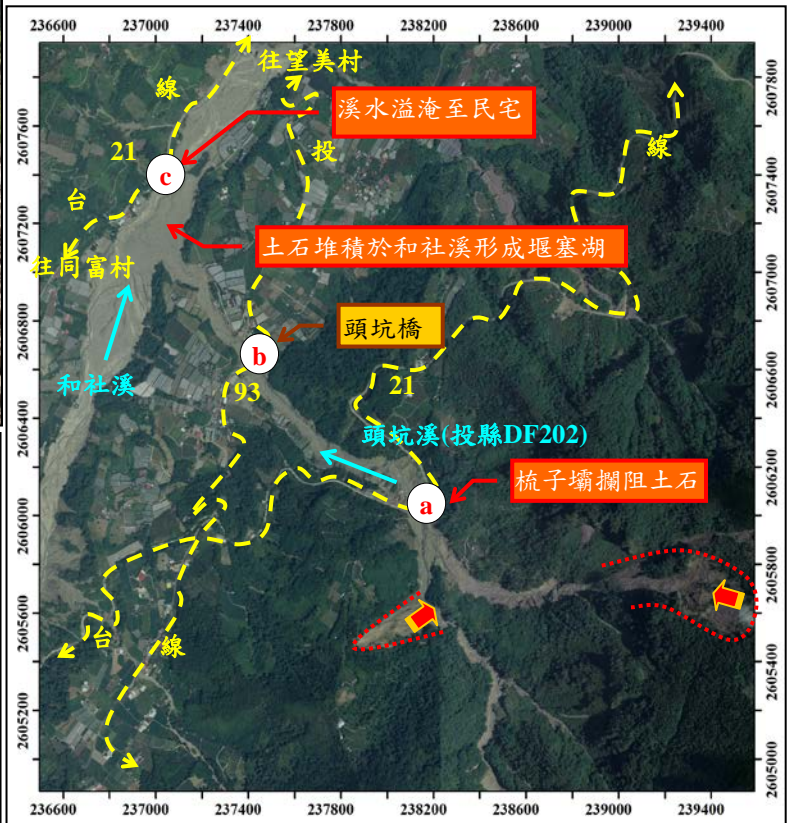 236600 237000 237400 237800 238200 238600 239000 239400
往望美村
線
溪水溢淹至民宅
投
線
21
c
台
土石堆積於和社溪形成堰塞湖
往同富村
頭坑橋
b
和社溪
93
21
頭坑溪(投縣DF202)
梳子壩攔阻土石
a
台
線
2607600
2607200
2606800
2606400
2606000
2605600
2605200
2607800
2607400
2607000
2606600
2606200
2605800
2605400
2605000
236600 237000 237400 237800 238200 238600 239000 239400